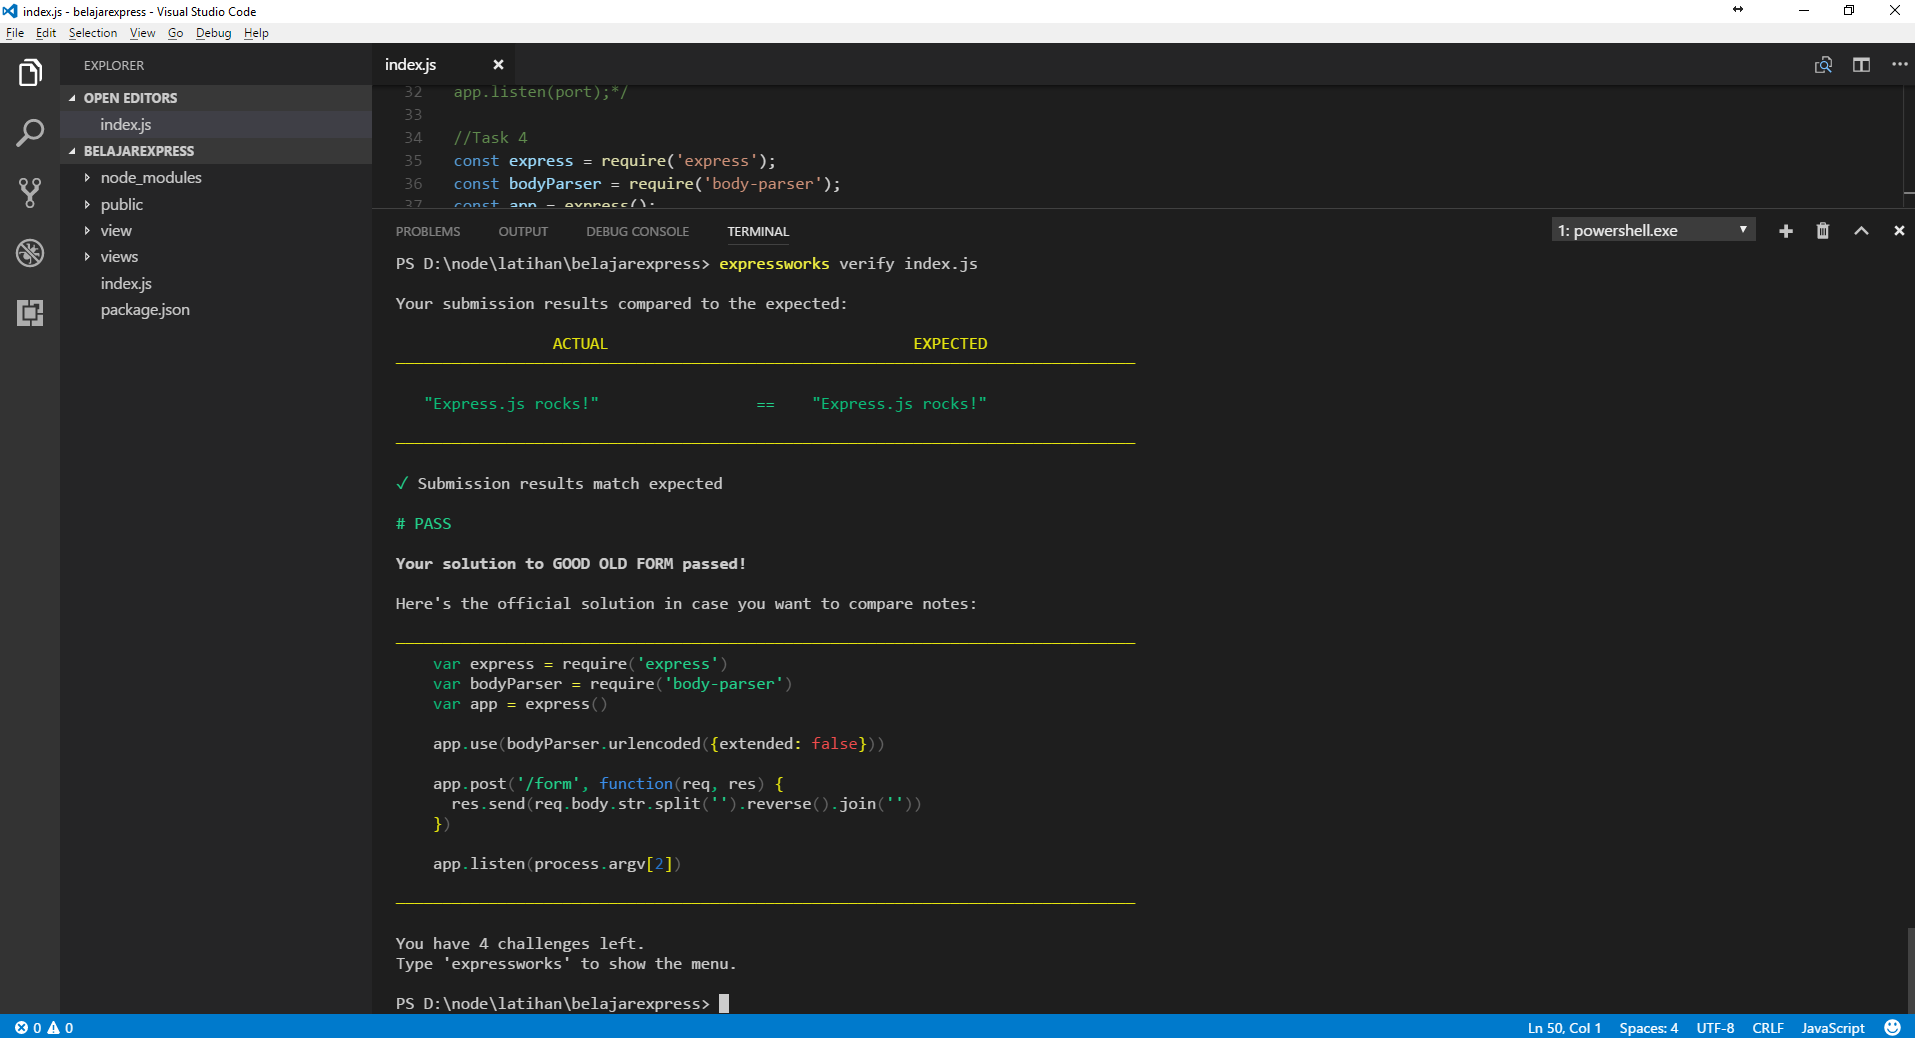 index.js - belajarexpress - Visual Studio Code
File Edit Selection View Go Debug Help
EXPLORER
OPEN EDITORS
index.js
BELAJAREXPRESS
node_modules
public
view
views
index.js
package.json
index.js
32 app.listen(port);*/
33
34 //Task 4
35 const express = require('express');
36 const bodyParser = require('body-parser');
37 const app = express();
PROBLEMS OUTPUT DEBUG CONSOLE TERMINAL 1: powershell.exe
PS D:\node\latihan\belajarexpress> expressworks verify index.js
Your submission results compared to the expected:
ACTUAL EXPECTED
"Express.js rocks!" == "Express.js rocks!"
✓ Submission results match expected
# PASS
Your solution to GOOD OLD FORM passed!
Here's the official solution in case you want to compare notes:
var express = require('express')
var bodyParser = require('body-parser')
var app = express()
app.use(bodyParser.urlencoded({extended: false}))
app.post('/form', function(req, res) {
res.send(req.body.str.split('').reverse().join(''))
})
app.listen(process.argv[2])
You have 4 challenges left.
Type 'expressworks' to show the menu.
PS D:\node\latihan\belajarexpress>
0 0 Ln 50, Col 1 Spaces: 4 UTF-8 CRLF JavaScript